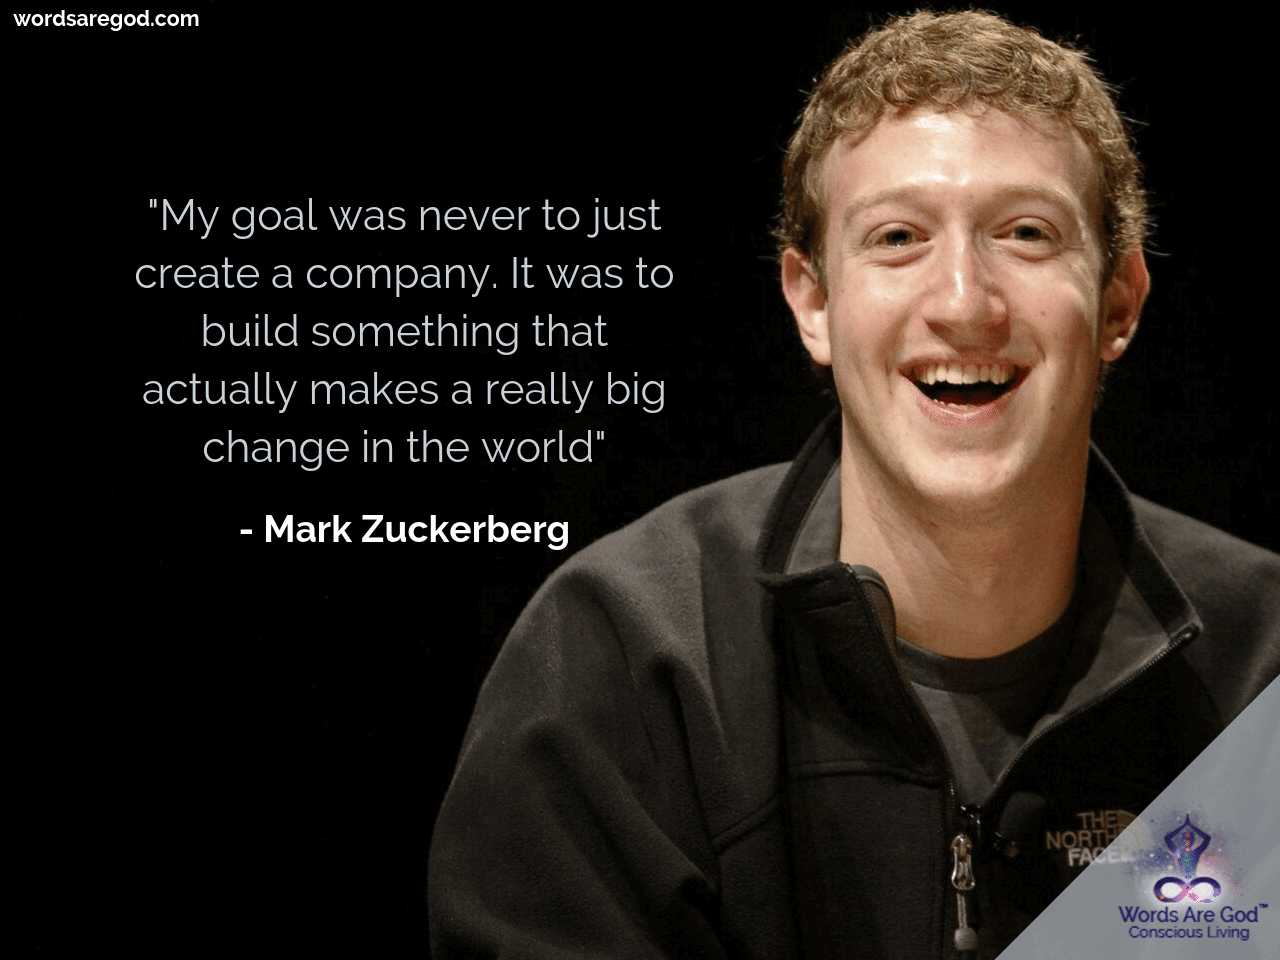 wordsaregod.com
"My goal was never to just
create a company. It was to
build something that
actually makes a really big
change in the world"
- Mark Zuckerberg
THE
NORTH
FACE
Words Are God™
Conscious Living